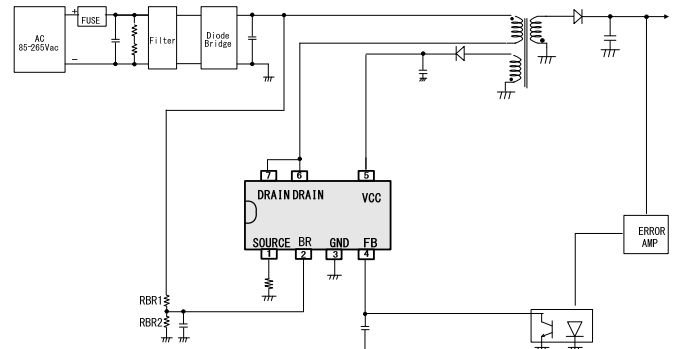 AC
85-265Vac
+
−
FUSE
Filter
Diode
Bridge
7
6
5
DRAIN DRAIN
VCC
SOURCE BR GND FB
1
2
3
4
RBR1
RBR2
ERROR
AMP